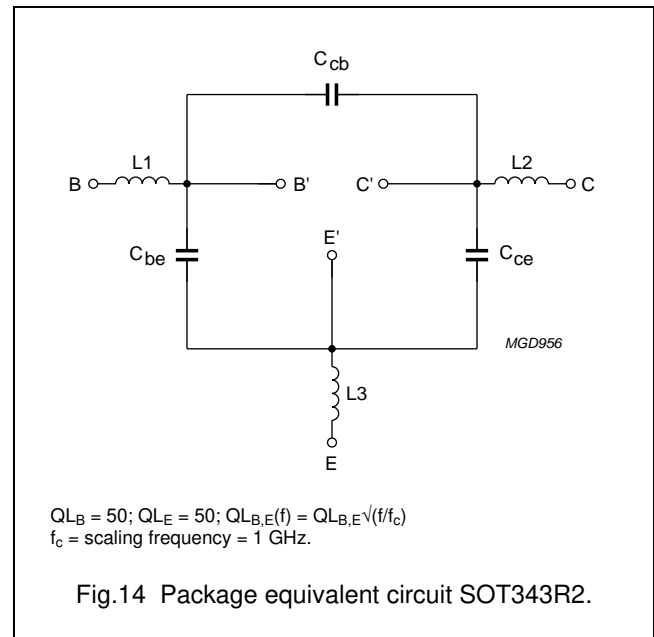 C_cb
L1
L2
B
B'
C'
C
E'
C_be
C_ce
MGD956
L3
E
QL_B = 50; QL_E = 50; QL_B,E(f) = QL_B,E√(f/f_c)
f_c = scaling frequency = 1 GHz.
Fig.14 Package equivalent circuit SOT343R2.